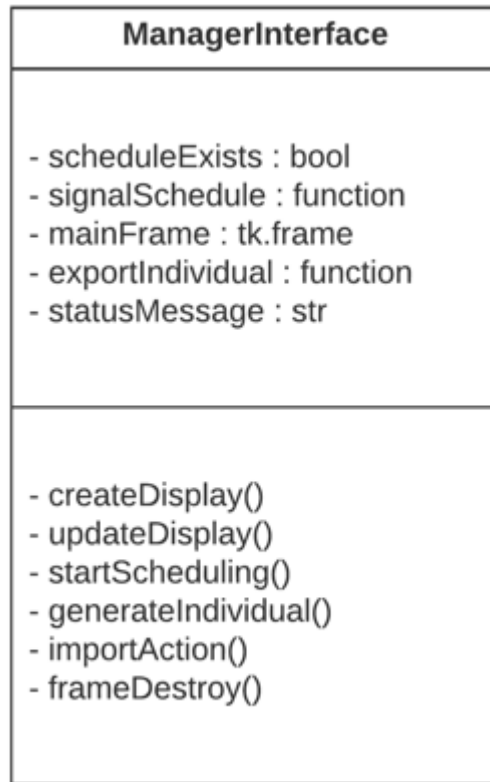 ManagerInterface
- scheduleExists : bool
- signalSchedule : function
- mainFrame : tk.frame
- exportIndividual : function
- statusMessage : str
- createDisplay()
- updateDisplay()
- startScheduling()
- generateIndividual()
- importAction()
- frameDestroy()